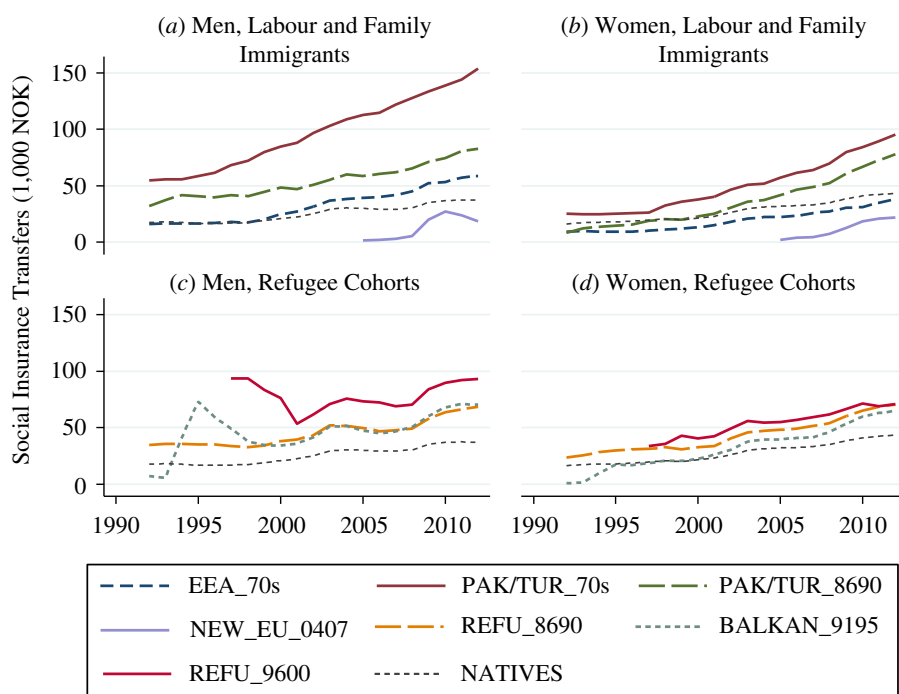 (a) Men, Labour and Family
Immigrants
(b) Women, Labour and Family
Immigrants
Social Insurance Transfers (1,000 NOK)
150
100
50
0
(c) Men, Refugee Cohorts
(d) Women, Refugee Cohorts
150
100
50
0
1990 1995 2000 2005 2010
1990 1995 2000 2005 2010
EEA_70s PAK/TUR_70s PAK/TUR_8690
NEW_EU_0407 REFU_8690 BALKAN_9195
REFU_9600 NATIVES